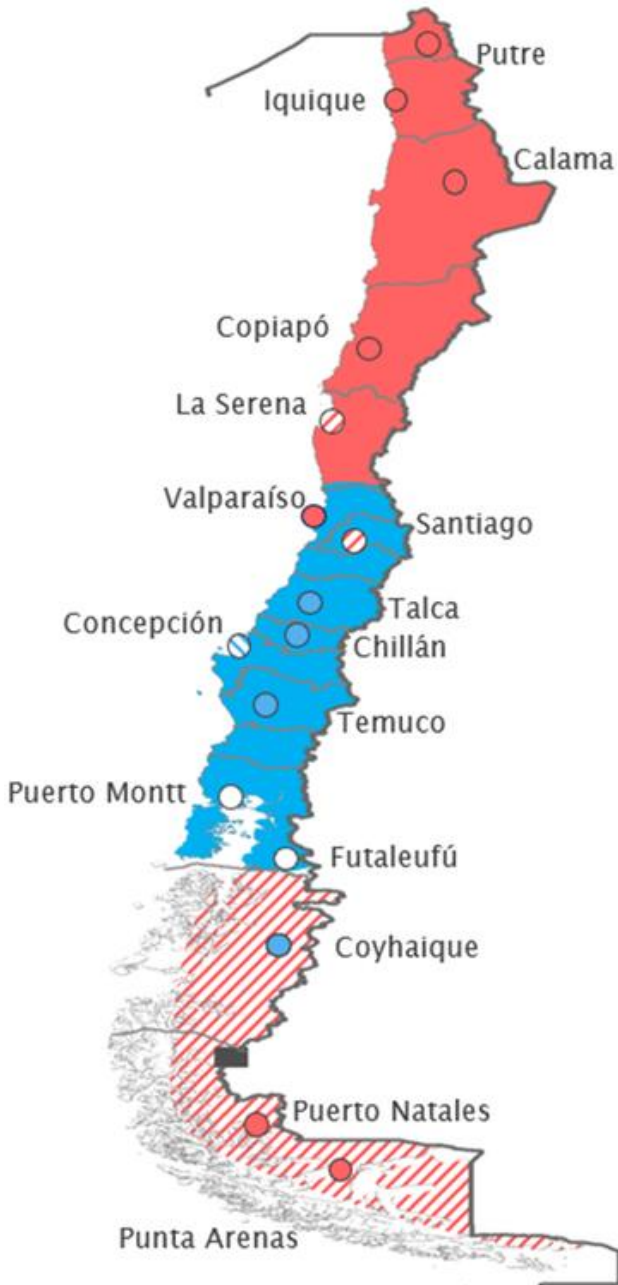 Putre
Iquique
Calama
Copiapó
La Serena
Valparaíso
Santiago
Talca
Concepción
Chillán
Temuco
Puerto Montt
Futaleufú
Coyhaique
Puerto Natales
Punta Arenas